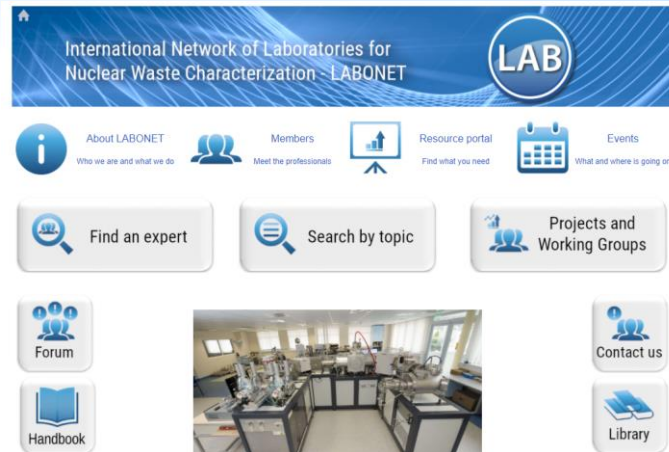 International Network of Laboratories for
Nuclear Waste Characterization - LABONET
LAB
About LABONET
Who we are and what we do
Members
Meet the professionals
Resource portal
Find what you need
Events
What and where is going on
Find an expert
Search by topic
Projects and
Working Groups
Forum
Contact us
Handbook
Library